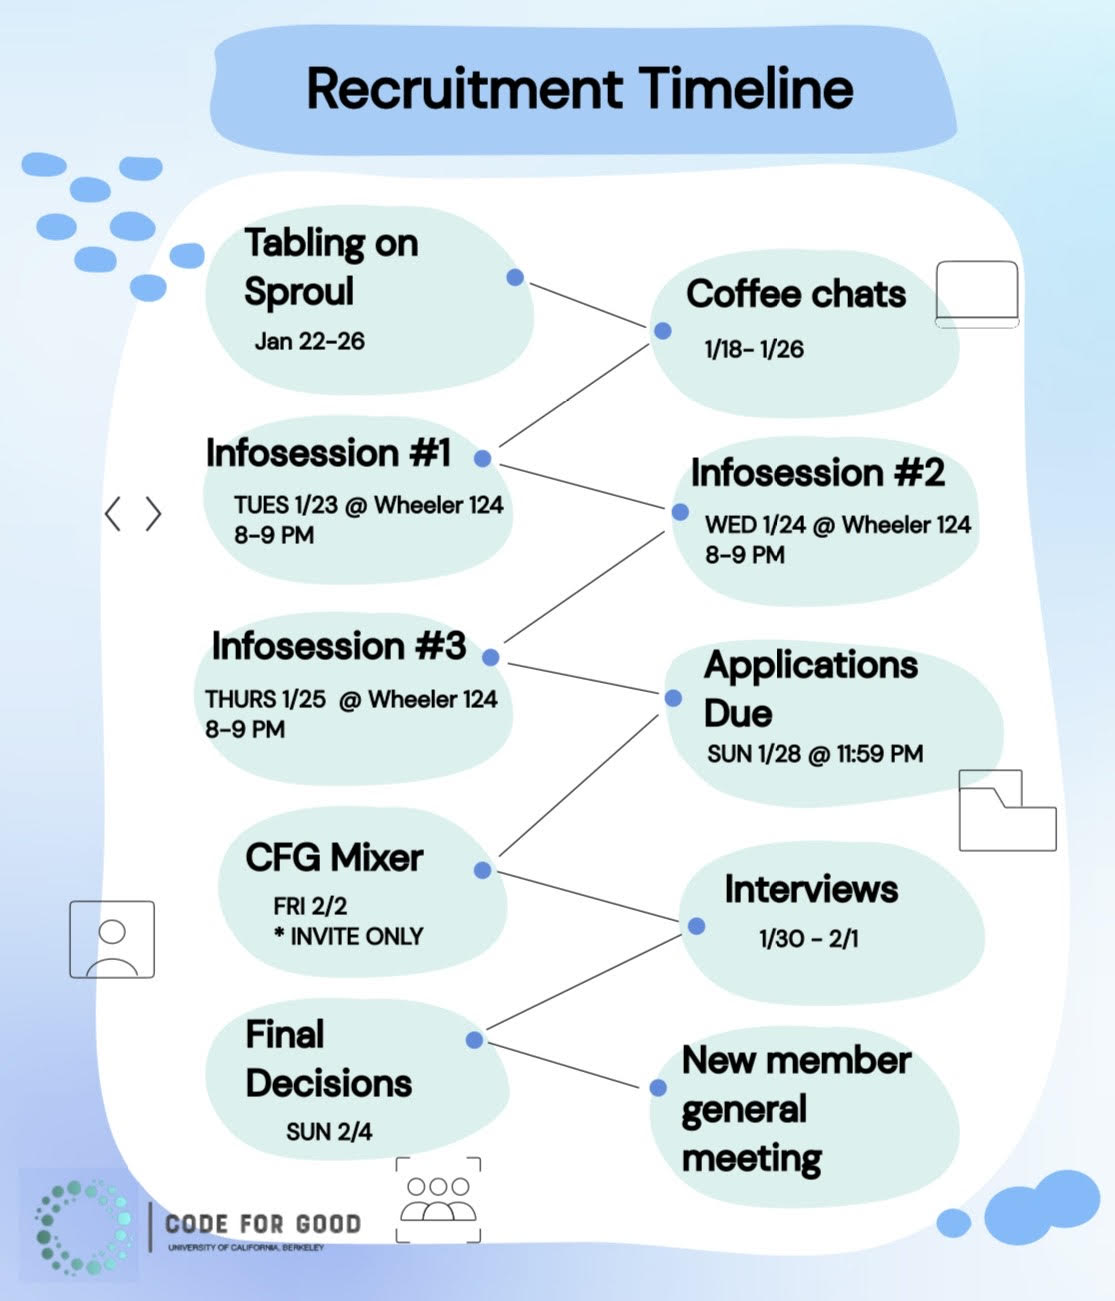 Recruitment Timeline
Tabling on
Sproul
Jan 22-26
Coffee chats
1/18- 1/26
Infosession #1
TUES 1/23 @ Wheeler 124
8-9 PM
Infosession #2
WED 1/24 @ Wheeler 124
8-9 PM
Infosession #3
THURS 1/25 @ Wheeler 124
8-9 PM
Applications
Due
SUN 1/28 @ 11:59 PM
CFG Mixer
FRI 2/2
* INVITE ONLY
Interviews
1/30 - 2/1
Final
Decisions
SUN 2/4
New member
general
meeting
CODE FOR GOOD
UNIVERSITY OF CALIFORNIA, BERKELEY